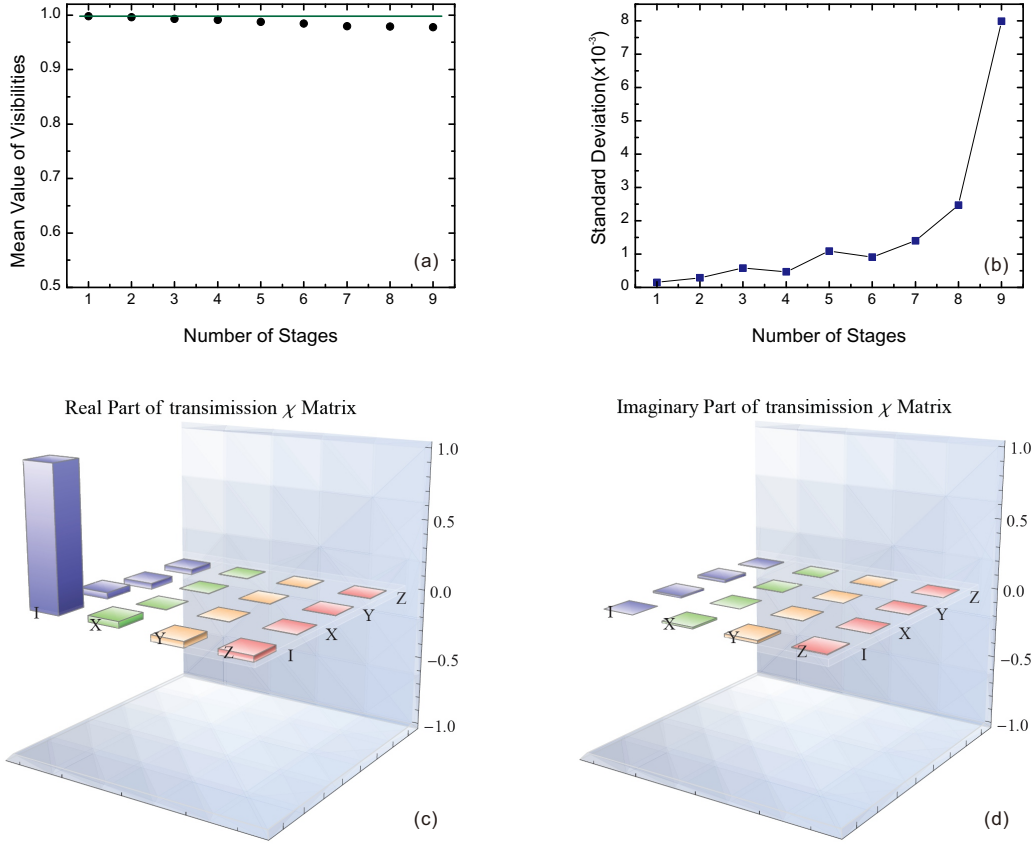 1.0
0.9
0.8
0.7
0.6
0.5
Mean Value of Visibilities
1 2 3 4 5 6 7 8 9
Number of Stages
(a)
8
7
6
5
4
3
2
1
0
Standard Deviation(x10⁻³)
1 2 3 4 5 6 7 8 9
Number of Stages
(b)
Real Part of transimission χ Matrix
1.0
0.5
0.0
−0.5
−1.0
I
X
Y
Z
I
X
Y
Z
(c)
Imaginary Part of transimission χ Matrix
1.0
0.5
0.0
−0.5
−1.0
I
X
Y
Z
I
X
Y
Z
(d)